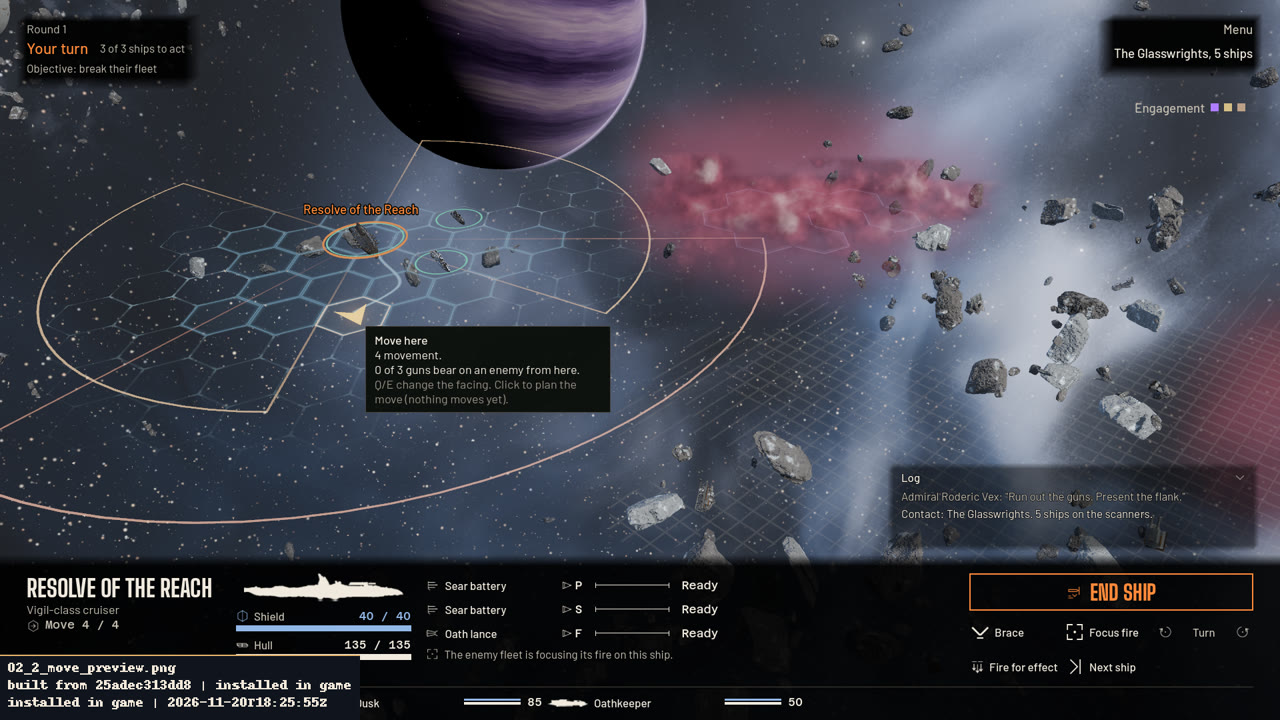 Round 1
Your turn 3 of 3 ships to act
Objective: break their fleet
Menu
The Glasswrights, 5 ships
Engagement
Resolve of the Reach
Move here
4 movement.
0 of 3 guns bear on an enemy from here.
Q/E change the facing. Click to plan the
move (nothing moves yet).
Log
Admiral Roderic Vex: "Run out the guns. Present the flank."
Contact: The Glasswrights. 5 ships on the scanners.
RESOLVE OF THE REACH
Vigil-class cruiser
Move 4 / 4
Shield 40 / 40
Hull 135 / 135
Sear battery P Ready
Sear battery S Ready
Oath lance F Ready
The enemy fleet is focusing its fire on this ship.
END SHIP
Brace Focus fire Turn
Fire for effect Next ship
02_2_move_preview.png
built from 25adec313dd8 | installed in game
installed in game | 2026-11-20T18:25:55Z
85 Oathkeeper 50